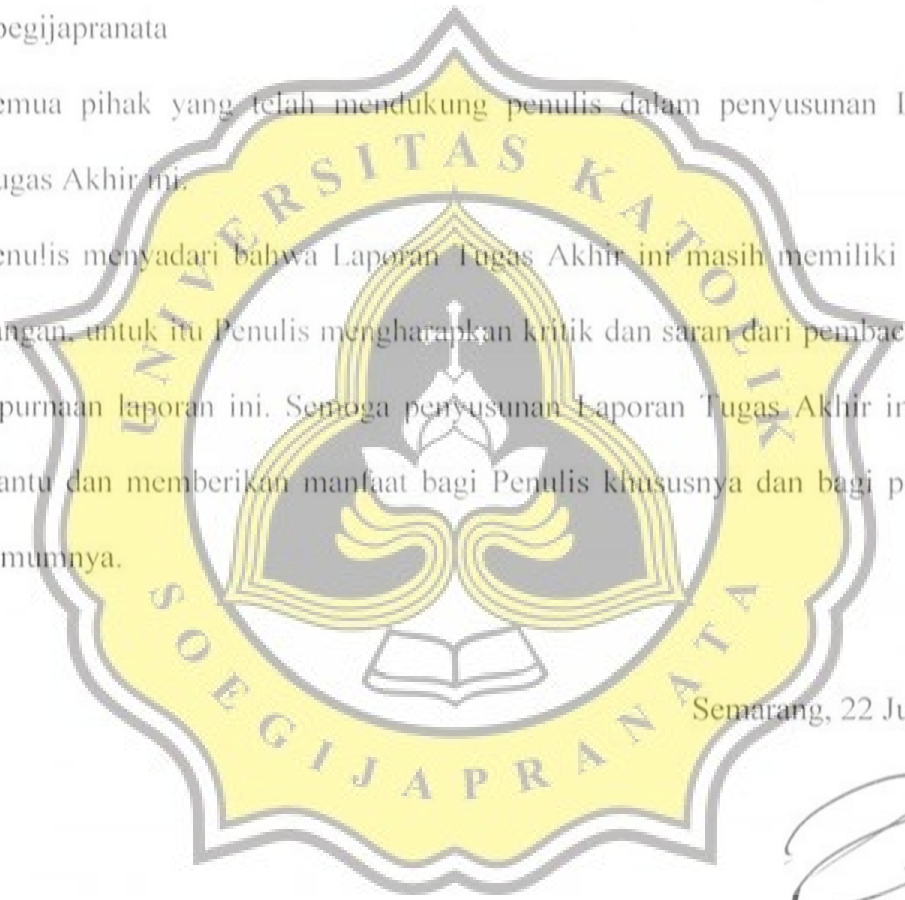 oegijapranata
emua pihak yang telah mendukung penulis dalam penyusunan
ugas Akhir ini.
enulis menyadari bahwa Laporan Tugas Akhir ini masih memiliki
angan, untuk itu Penulis mengharapkan kritik dan saran dari pembac
purnaan laporan ini. Semoga penyusunan Laporan Tugas Akhir in
antu dan memberikan manfaat bagi Penulis khususnya dan bagi p
mumnya.
UNIVERSITAS KATOLIK
SOEGIJAPRANATA
Semarang, 22 Ju